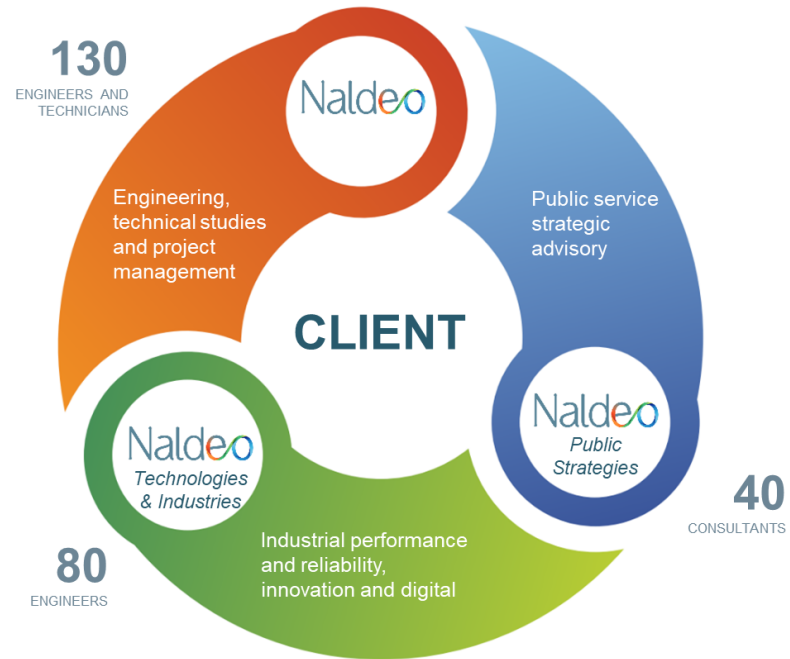 130
ENGINEERS AND
TECHNICIANS
Naldeo
Engineering,
technical studies
and project
management
Public service
strategic
advisory
CLIENT
Naldeo
Technologies
& Industries
Naldeo
Public
Strategies
40
CONSULTANTS
Industrial performance
and reliability,
innovation and digital
80
ENGINEERS